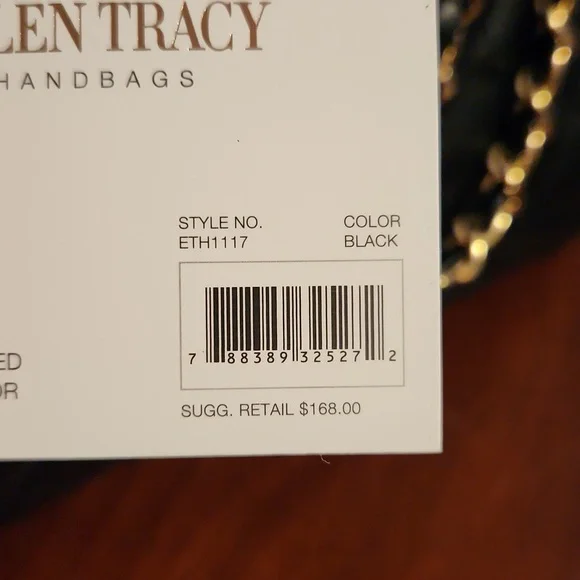 LEN TRACY
HANDBAGS
STYLE NO. COLOR
ETH1117 BLACK
7 88389 32527 2
ED
OR
SUGG. RETAIL $168.00